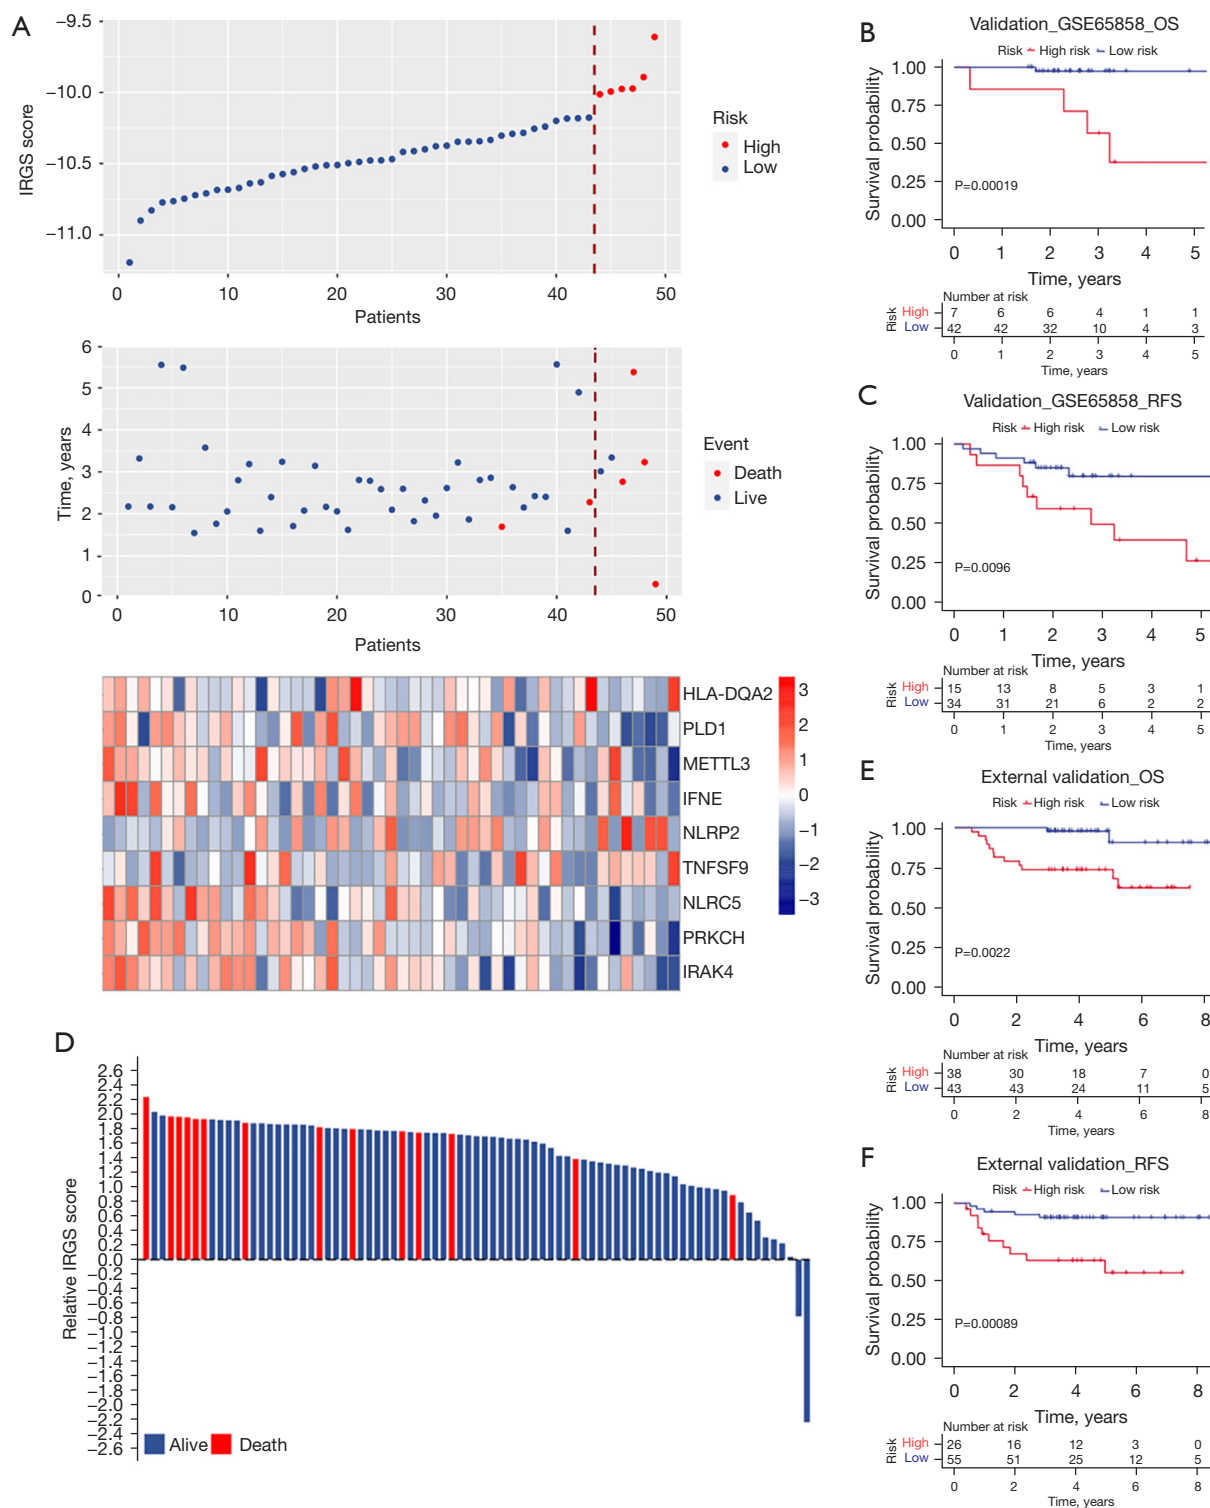 A
−9.5
−10.0
−10.5
−11.0
IRGS score
0 10 20 30 40 50
Patients
Risk
High
Low
6
5
4
3
2
1
0
Time, years
0 10 20 30 40 50
Patients
Event
Death
Live
HLA-DQA2
PLD1
METTL3
IFNE
NLRP2
TNFSF9
NLRC5
PRKCH
IRAK4
3
2
1
0
−1
−2
−3
D
2.6
2.4
2.2
2.0
1.8
1.6
1.4
1.2
1.0
0.8
0.6
0.4
0.2
0.0
−0.2
−0.4
−0.6
−0.8
−1.0
−1.2
−1.4
−1.6
−1.8
−2.0
−2.2
−2.4
−2.6
Relative IRGS score
Alive Death
B
Validation_GSE65858_OS
Risk High risk Low risk
1.00
0.75
0.50
0.25
0.00
Survival probability
P=0.00019
0 1 2 3 4 5
Time, years
Number at risk
Risk
High 7 6 6 4 1 1
Low 42 42 32 10 4 3
0 1 2 3 4 5
Time, years
C
Validation_GSE65858_RFS
Risk High risk Low risk
1.00
0.75
0.50
0.25
0.00
Survival probability
P=0.0096
0 1 2 3 4 5
Time, years
Number at risk
Risk
High 15 13 8 5 3 1
Low 34 31 21 6 2 2
0 1 2 3 4 5
Time, years
E
External validation_OS
Risk High risk Low risk
1.00
0.75
0.50
0.25
0.00
Survival probability
P=0.0022
0 2 4 6 8
Time, years
Number at risk
Risk
High 38 30 18 7 0
Low 43 43 24 11 5
0 2 4 6 8
Time, years
F
External validation_RFS
Risk High risk Low risk
1.00
0.75
0.50
0.25
0.00
Survival probability
P=0.00089
0 2 4 6 8
Time, years
Number at risk
Risk
High 26 16 12 3 0
Low 55 51 25 12 5
0 2 4 6 8
Time, years